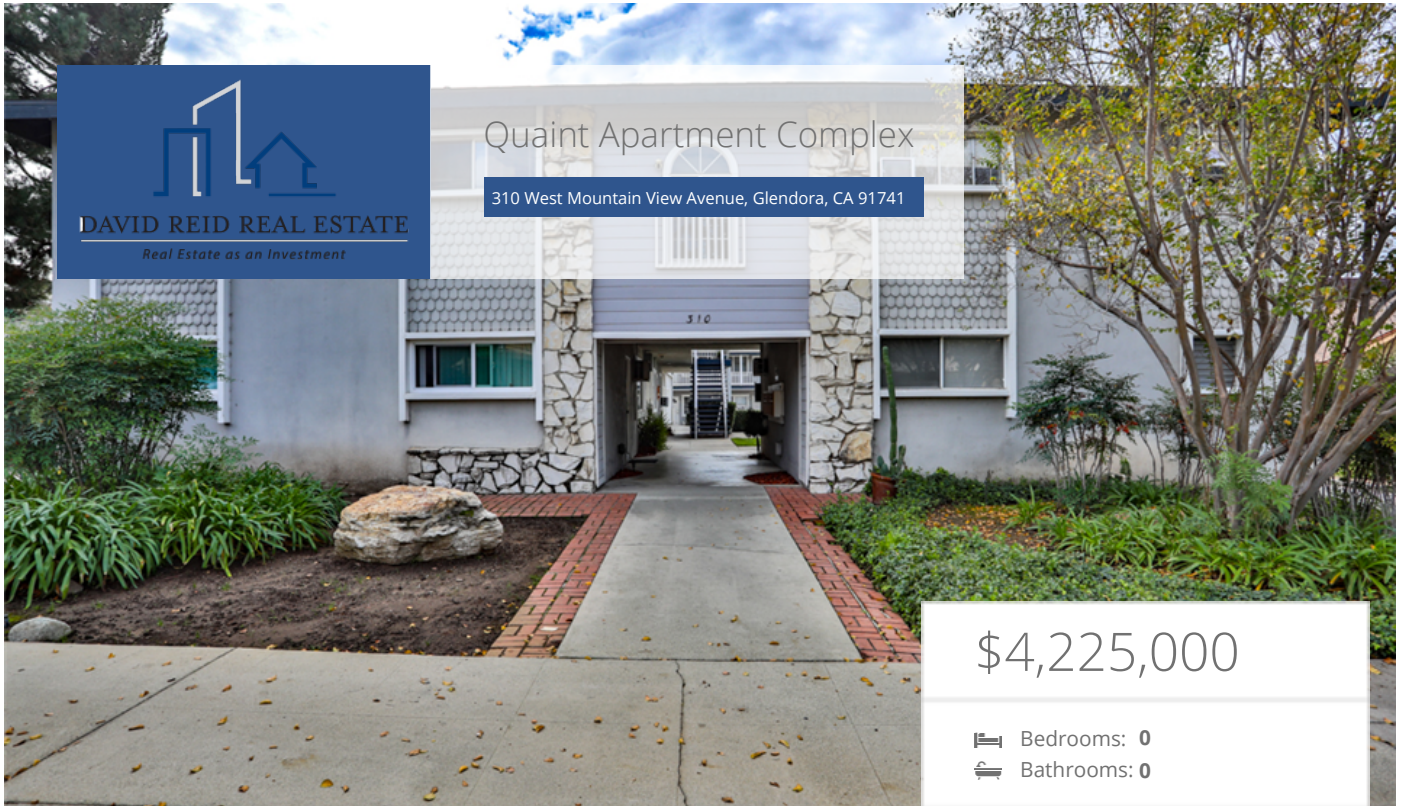 DAVID REID REAL ESTATE
Real Estate as an Investment
Quaint Apartment Complex
310 West Mountain View Avenue, Glendora, CA 91741
310
$4,225,000
Bedrooms: 0
Bathrooms: 0